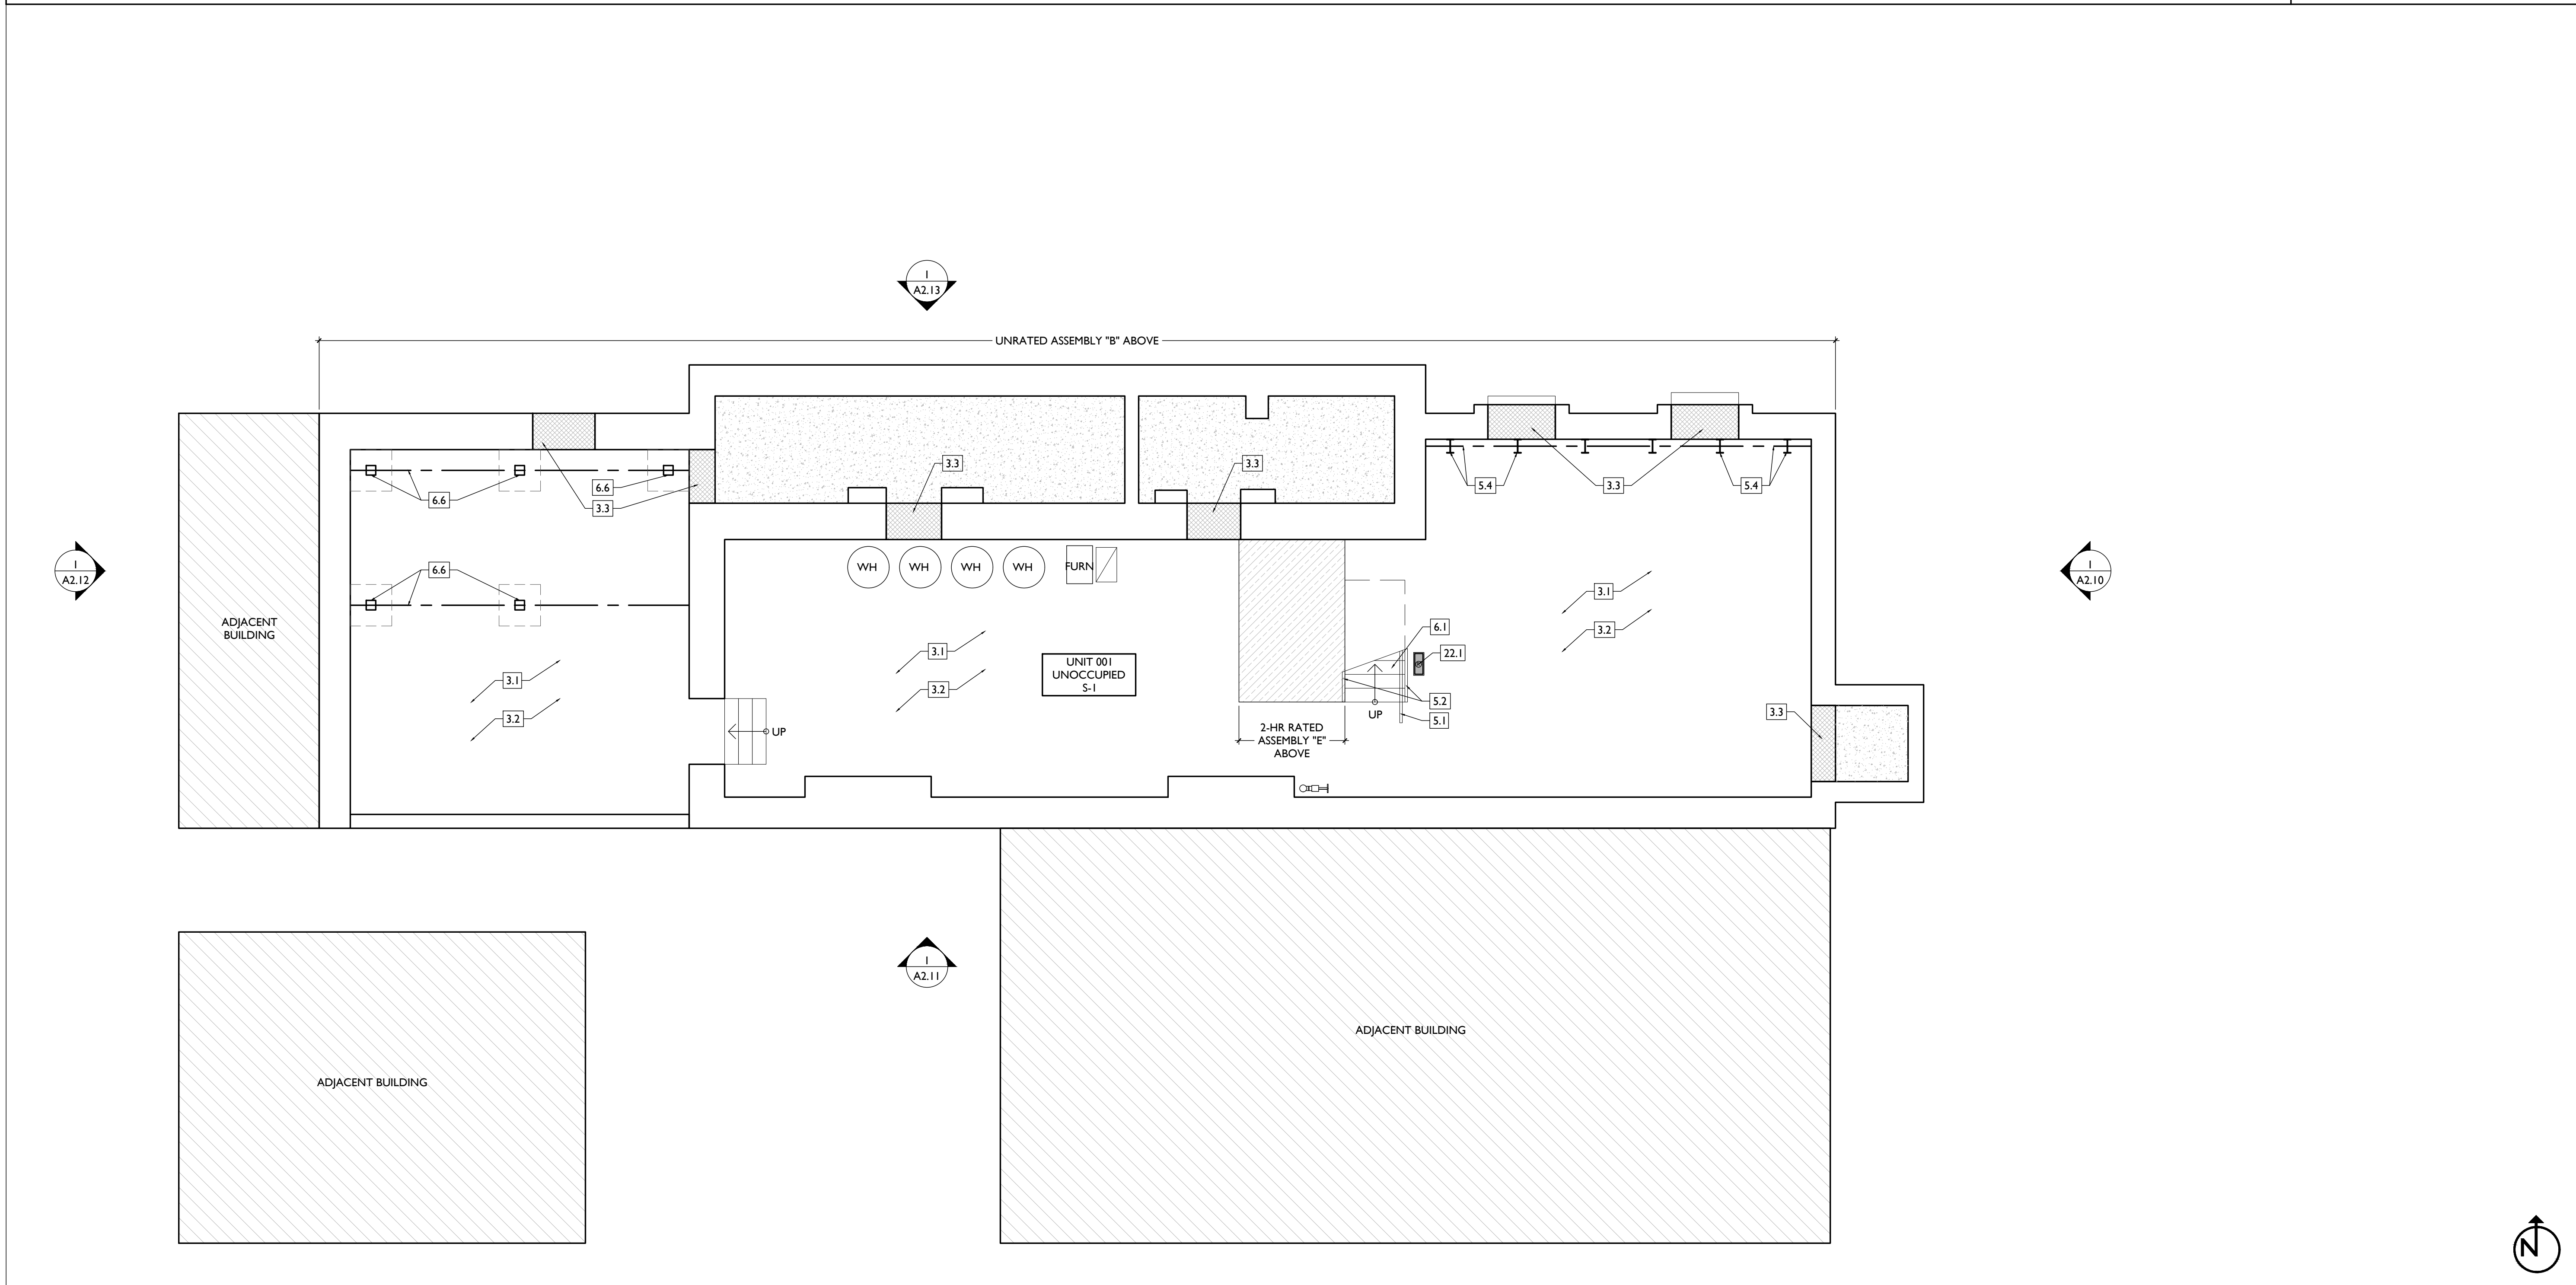 1
A2.13
UNRATED ASSEMBLY "B" ABOVE
3.3
3.3
6.6
6.6
3.3
5.4
3.3
5.4
1
A2.12
6.6
WH
WH
WH
WH
FURN
1
A2.10
3.1
3.2
ADJACENT
BUILDING
6.1
22.1
3.1
3.2
UNIT 001
UNOCCUPIED
S-1
3.1
3.2
5.2
5.1
UP
3.3
UP
2-HR RATED
ASSEMBLY "E"
ABOVE
1
A2.11
ADJACENT BUILDING
ADJACENT BUILDING
N